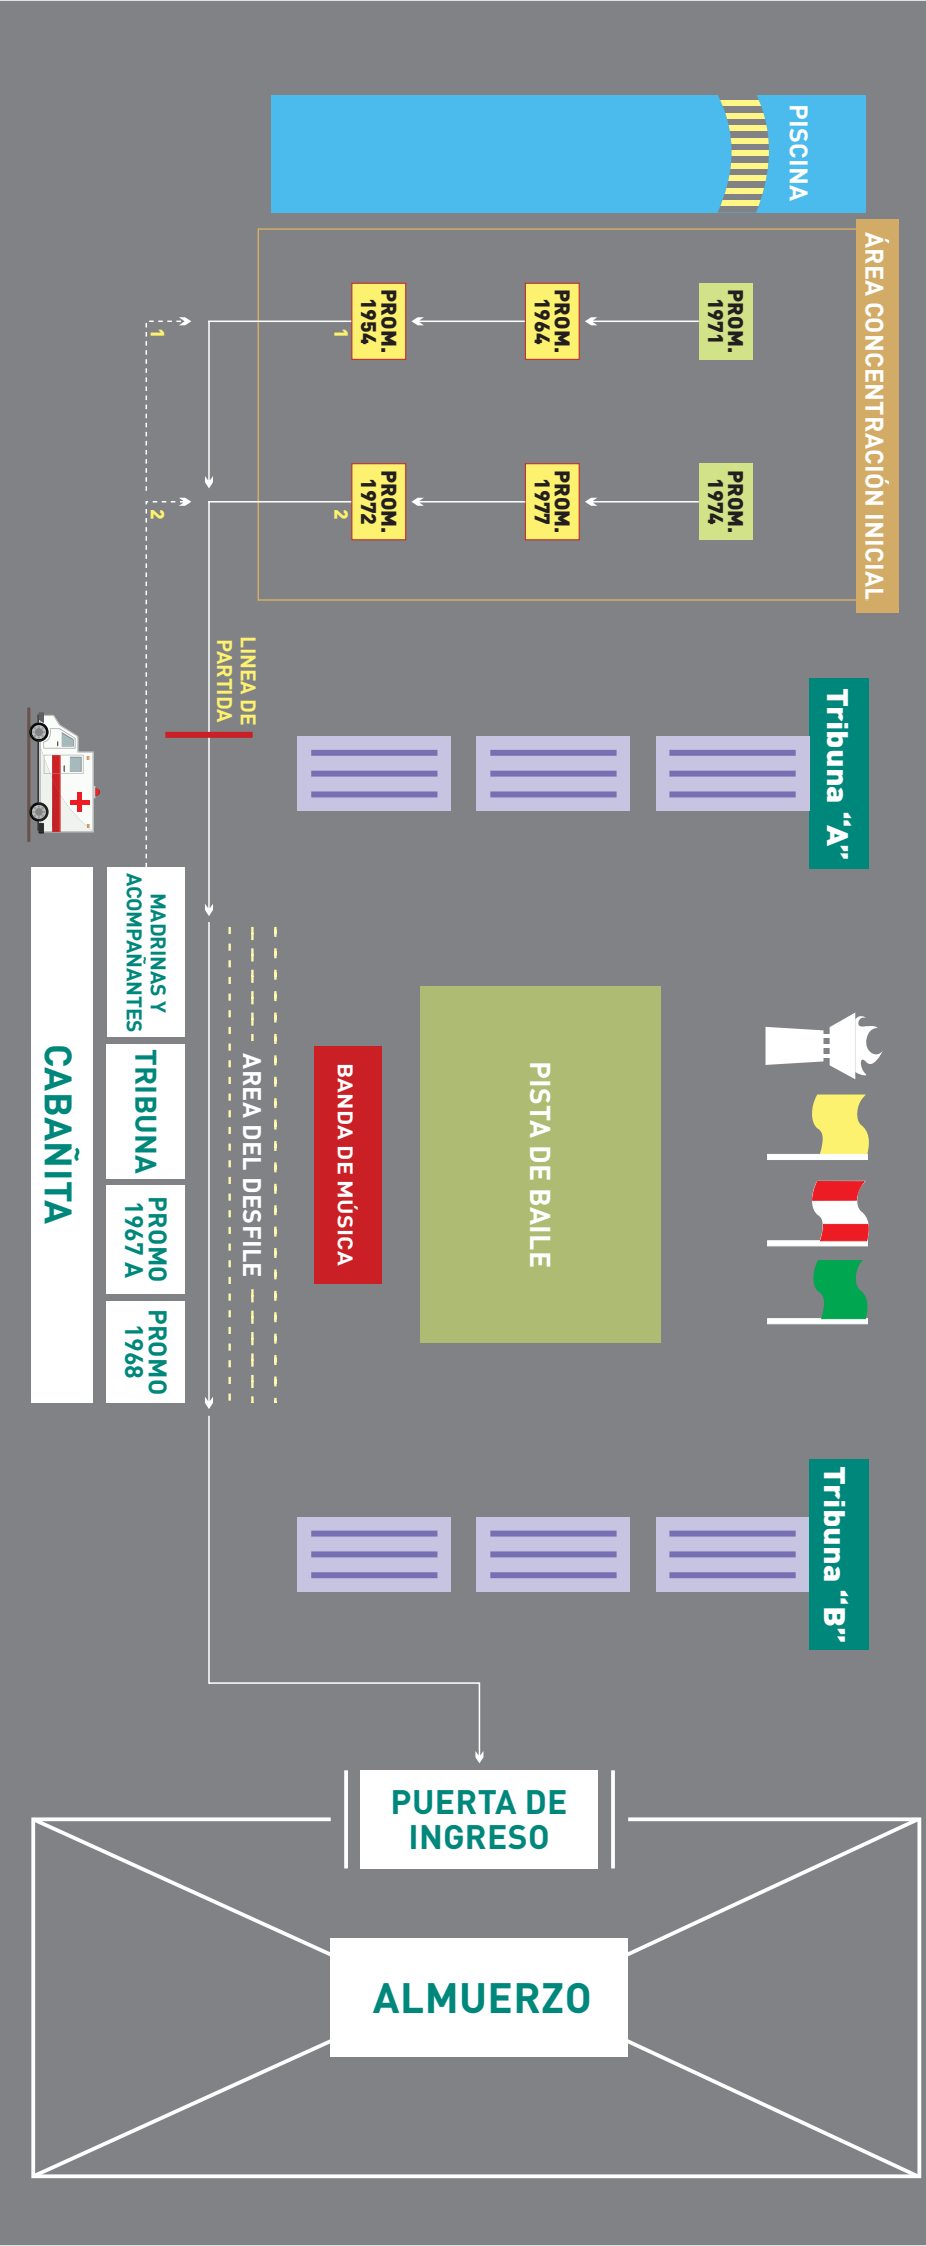 PISCINA
ÁREA CONCENTRACIÓN INICIAL
PROM.
1971
PROM.
1964
PROM.
1954
1
1
PROM.
1974
PROM.
1977
PROM.
1972
2
2
LINEA DE
PARTIDA
Tribuna “A”
MADRINAS Y
ACOMPAÑANTES
TRIBUNA
PROMO
1967 A
PROMO
1968
CABAÑITA
AREA DEL DESFILE
BANDA DE MÚSICA
PISTA DE BAILE
Tribuna “B”
PUERTA DE
INGRESO
ALMUERZO